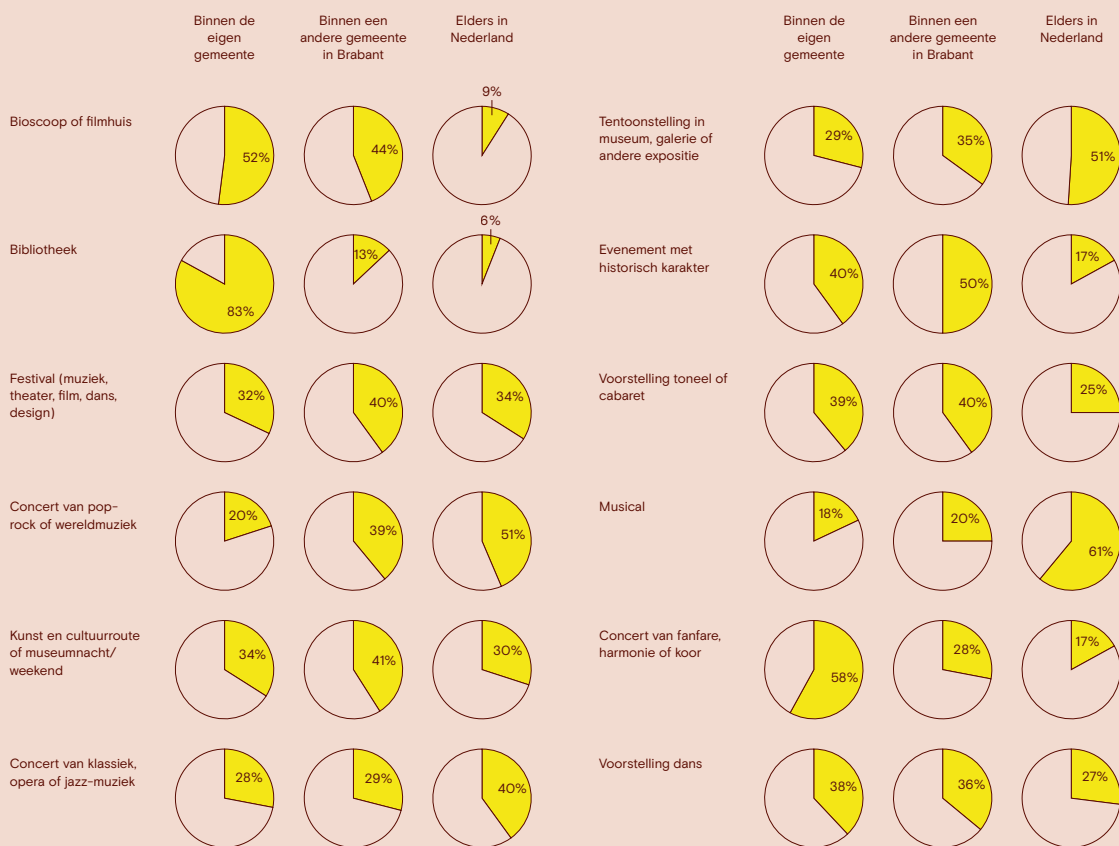 Binnen de
eigen
gemeente
Binnen een
andere gemeente
in Brabant
Elders in
Nederland
Bioscoop of filmhuis
52%
44%
9%
Bibliotheek
83%
13%
6%
Festival (muziek,
theater, film, dans,
design)
32%
40%
34%
Concert van pop-
rock of wereldmuziek
20%
39%
51%
Kunst en cultuurroute
of museumnacht/
weekend
34%
41%
30%
Concert van klassiek,
opera of jazz-muziek
28%
29%
40%
Binnen de
eigen
gemeente
Binnen een
andere gemeente
in Brabant
Elders in
Nederland
Tentoonstelling in
museum, galerie of
andere expositie
29%
35%
51%
Evenement met
historisch karakter
40%
50%
17%
Voorstelling toneel of
cabaret
39%
40%
25%
Musical
18%
20%
61%
Concert van fanfare,
harmonie of koor
58%
28%
17%
Voorstelling dans
38%
36%
27%